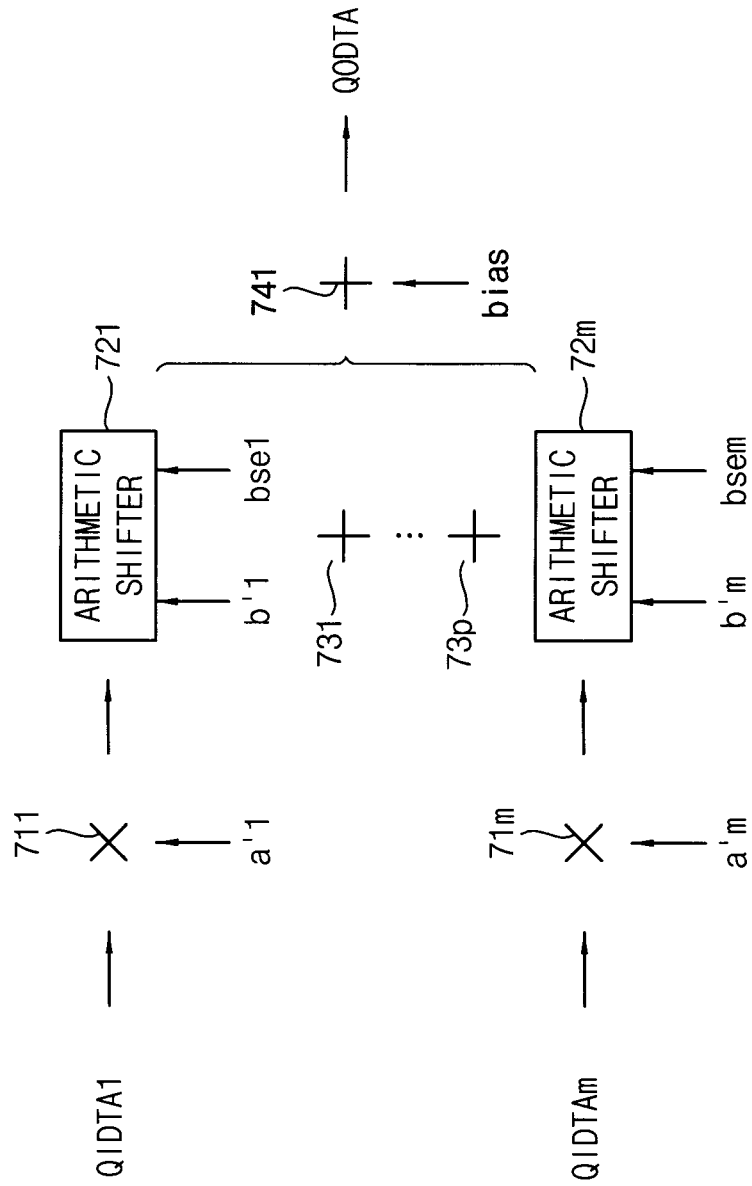 QIDTA1
711
a'1
ARITHMETIC
SHIFTER
721
b'1
bse1
731
...
73p
741
bias
QODTA
QIDTAm
71m
a'm
ARITHMETIC
SHIFTER
72m
b'm
bsem